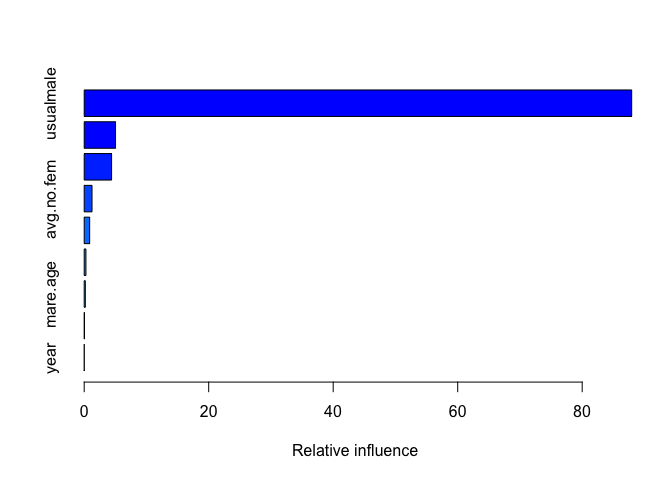 usualmale
avg.no.fem
mare.age
year
0 20 40 60 80
Relative influence